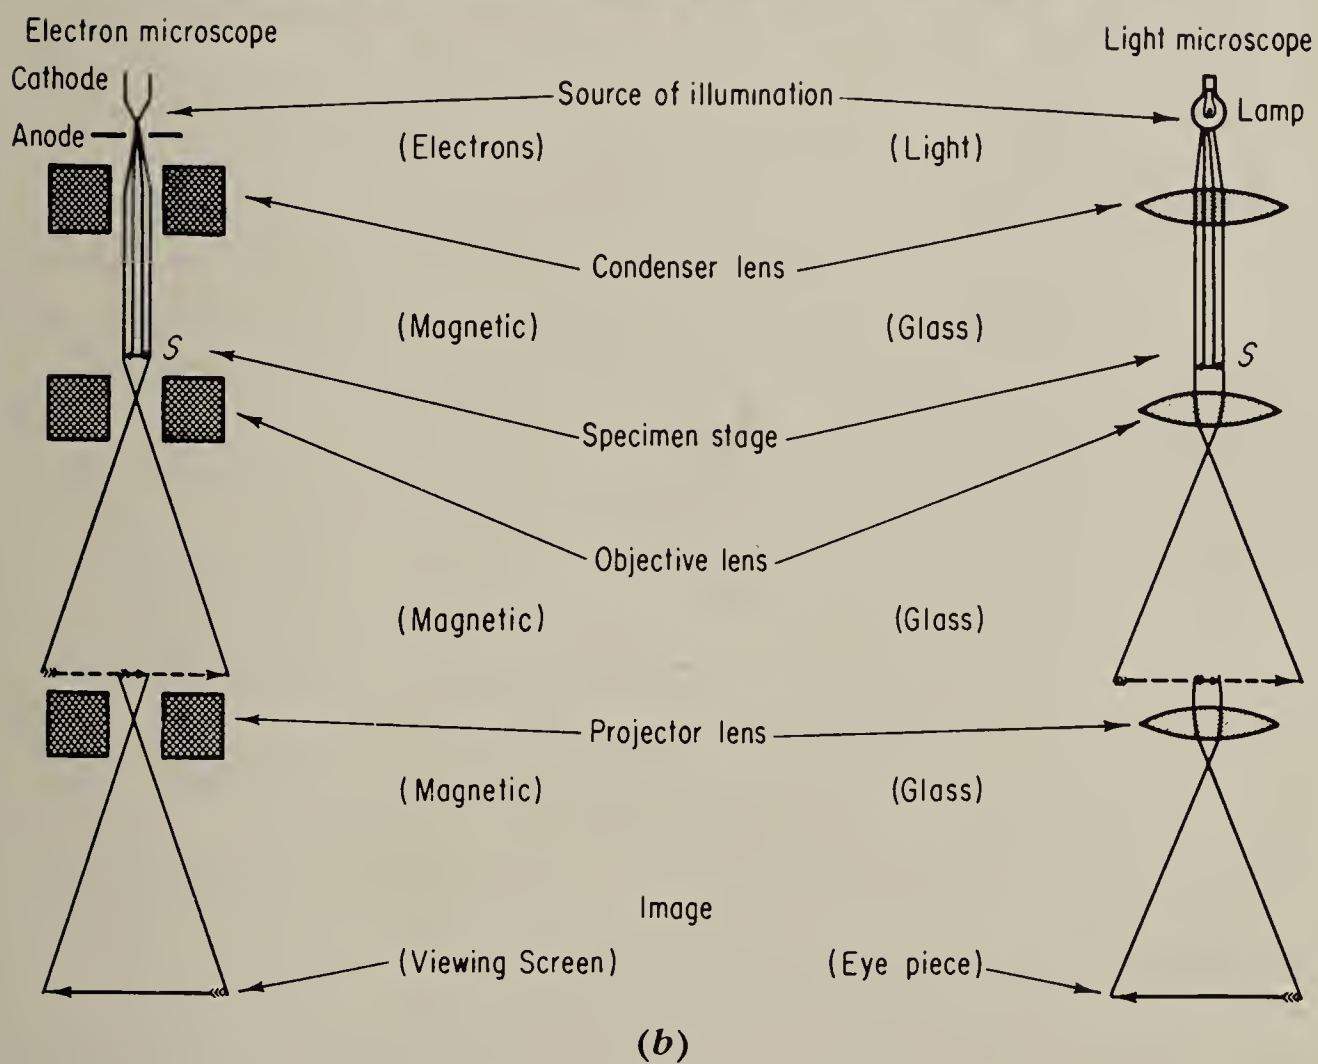 Electron microscope
Light microscope
Cathode
Source of illumination
Lamp
Anode
(Electrons)
(Light)
Condenser lens
(Magnetic)
(Glass)
S
S
Specimen stage
Objective lens
(Magnetic)
(Glass)
Projector lens
(Magnetic)
(Glass)
Image
(Viewing Screen)
(Eye piece)
(b)